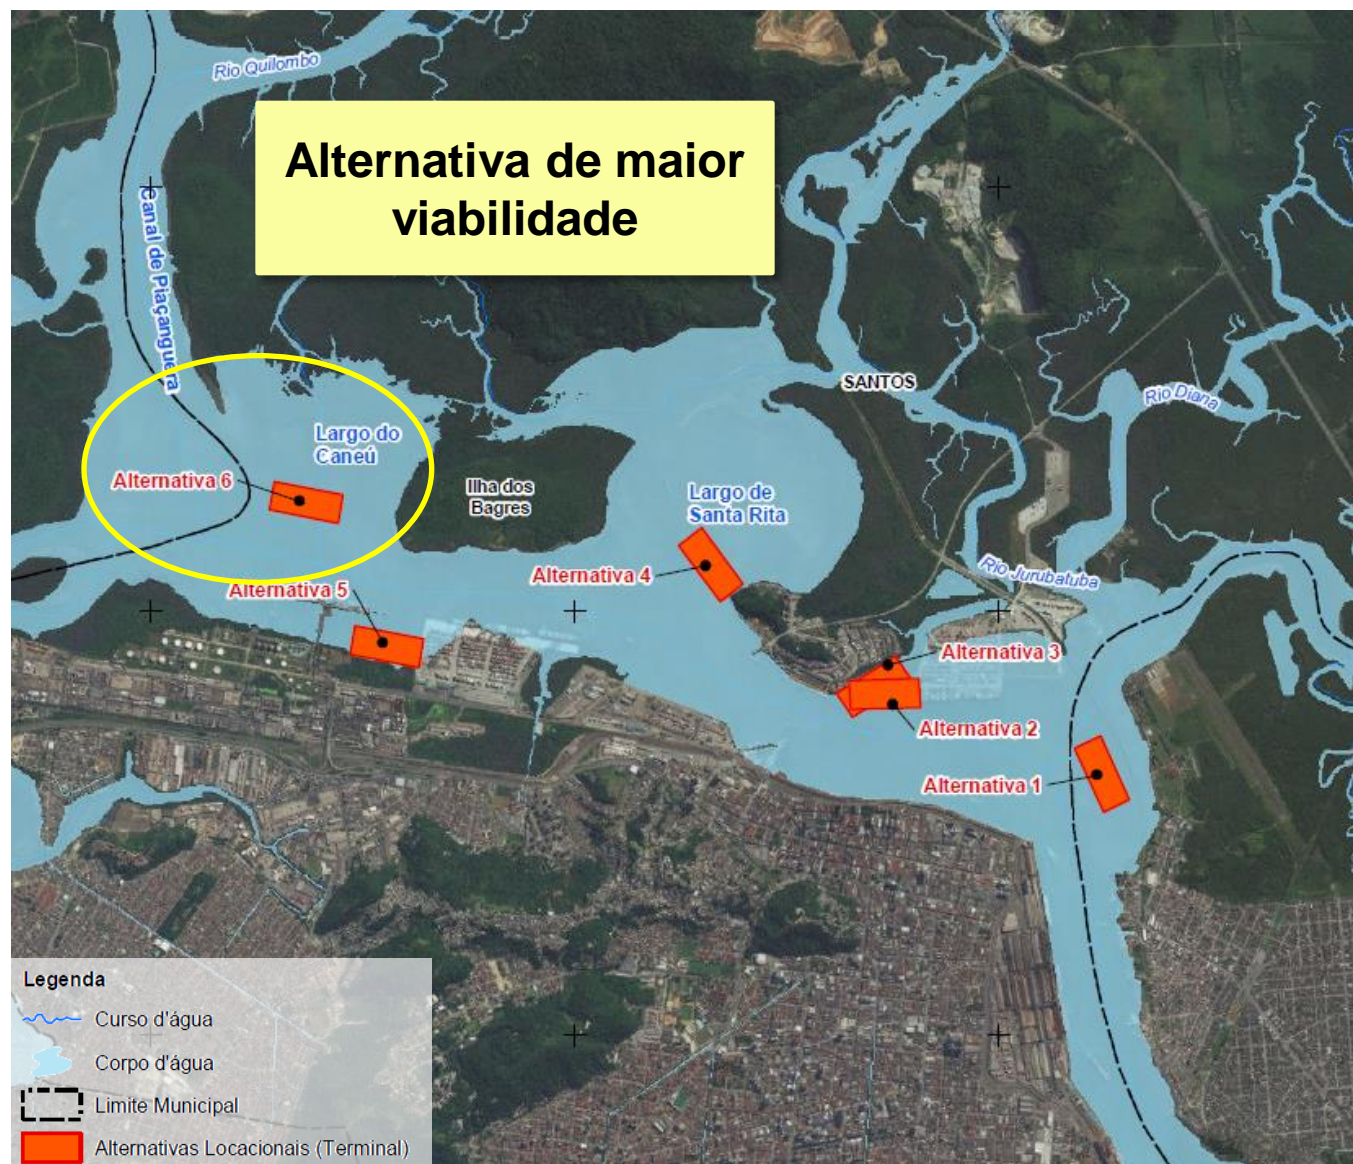 Rio Quilombo
Alternativa de maior
viabilidade
Canal de Piaçanguera
SANTOS
Rio Diana
Largo do
Caneú
Alternativa 6
Ilha dos
Bagres
Largo de
Santa Rita
Alternativa 4
Rio Jurubatuba
Alternativa 5
Alternativa 3
Alternativa 2
Alternativa 1
Legenda
Curso d'água
Corpo d'água
Limite Municipal
Alternativas Locacionais (Terminal)